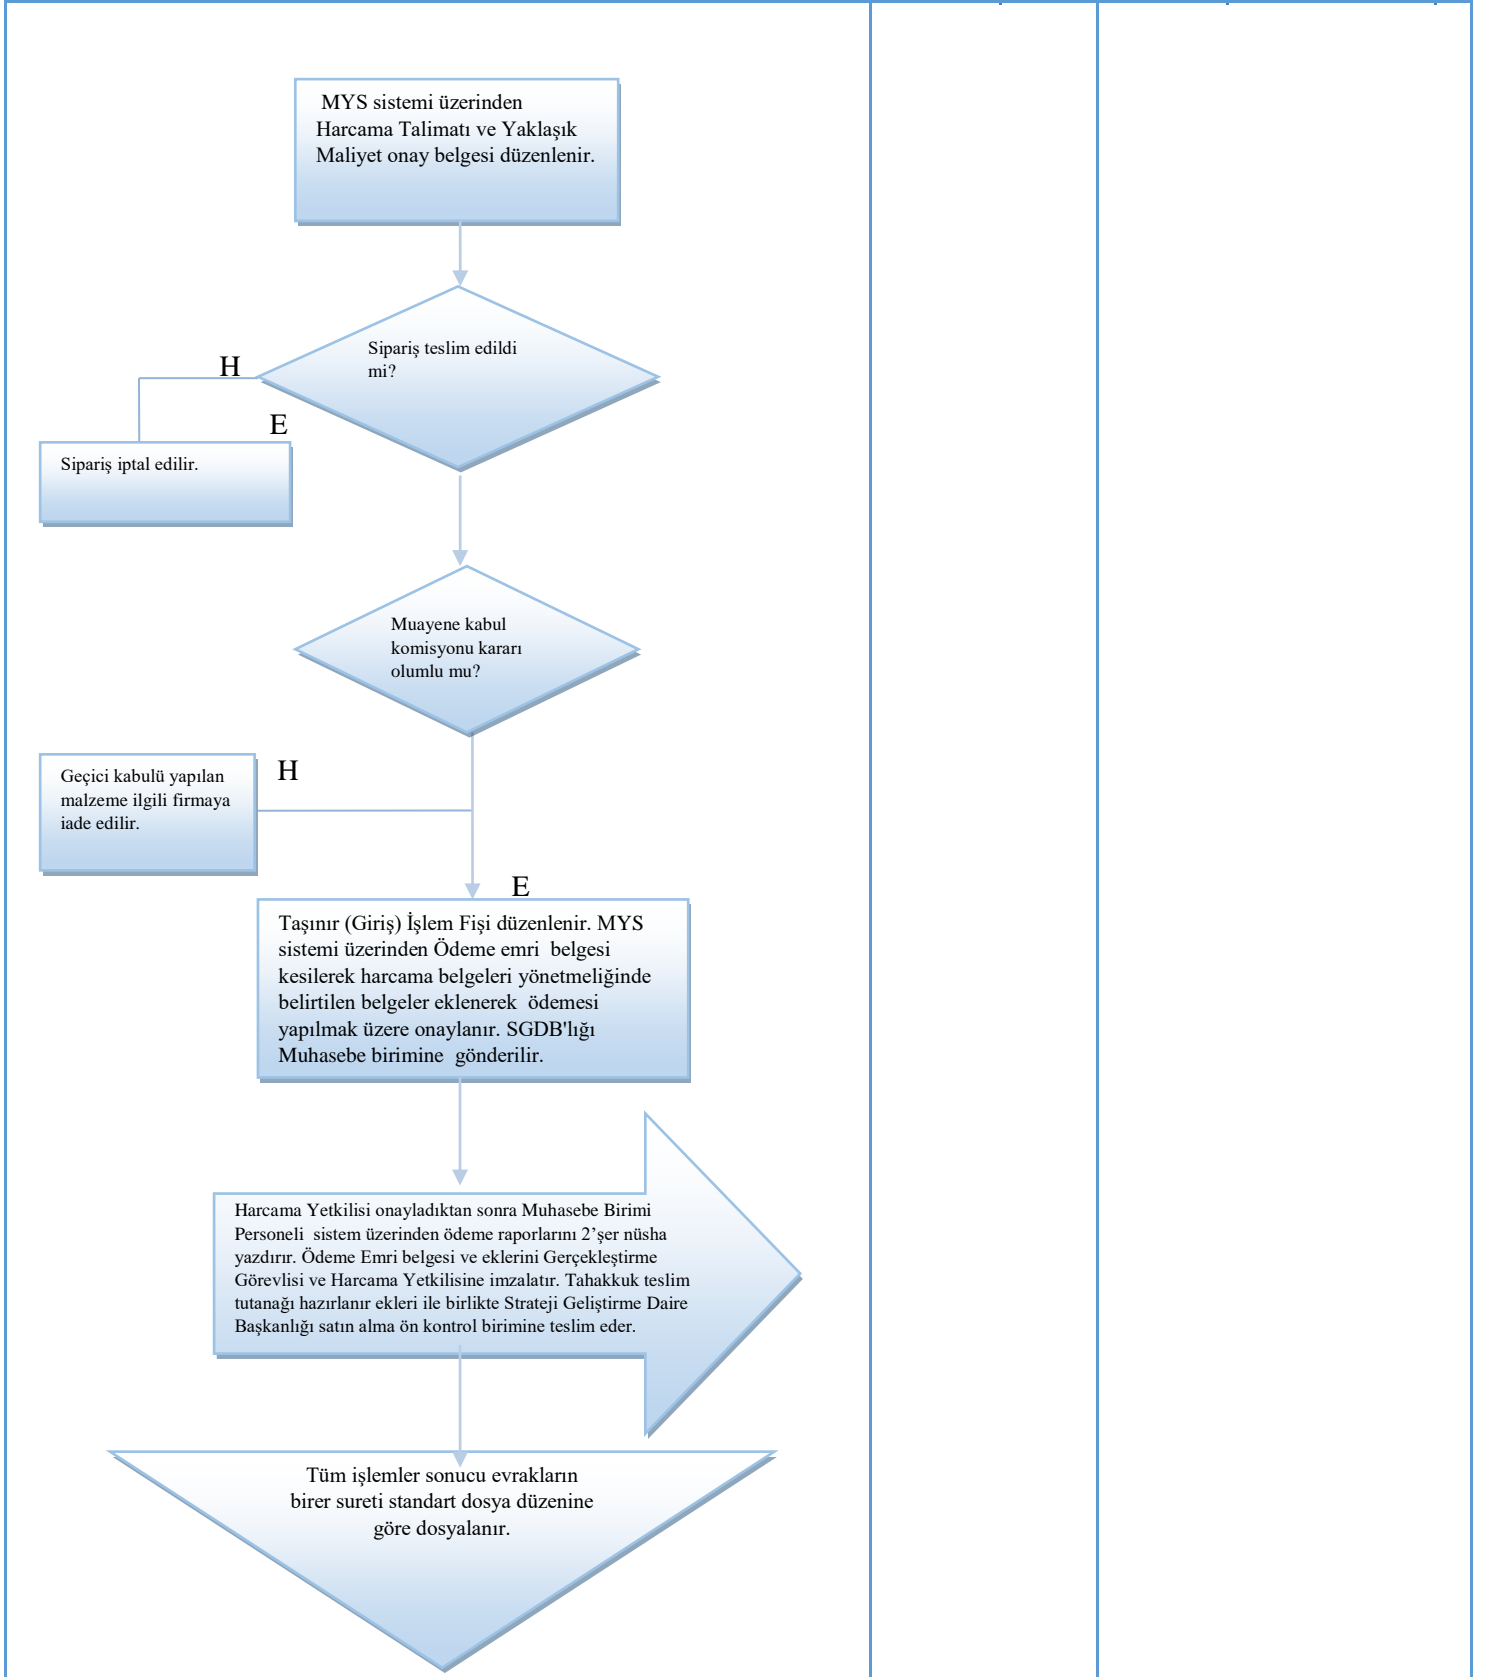 MYS sistemi üzerinden
Harcama Talimatı ve Yaklaşık
Maliyet onay belgesi düzenlenir.
Sipariş teslim edildi
mi?
H
E
Sipariş iptal edilir.
Muayene kabul
komisyonu kararı
olumlu mu?
H
Geçici kabulü yapılan
malzeme ilgili firmaya
iade edilir.
E
Taşınır (Giriş) İşlem Fişi düzenlenir. MYS
sistemi üzerinden Ödeme emri belgesi
kesilerek harcama belgeleri yönetmeliğinde
belirtilen belgeler eklenerek ödemesi
yapılmak üzere onaylanır. SGDB'lığı
Muhasebe birimine gönderilir.
Harcama Yetkilisi onayladıktan sonra Muhasebe Birimi
Personeli sistem üzerinden ödeme raporlarını 2’şer nüsha
yazdırır. Ödeme Emri belgesi ve eklerini Gerçekleştirme
Görevlisi ve Harcama Yetkilisine imzalatır. Tahakkuk teslim
tutanağı hazırlanır ekleri ile birlikte Strateji Geliştirme Daire
Başkanlığı satın alma ön kontrol birimine teslim eder.
Tüm işlemler sonucu evrakların
birer sureti standart dosya düzenine
göre dosyalanır.